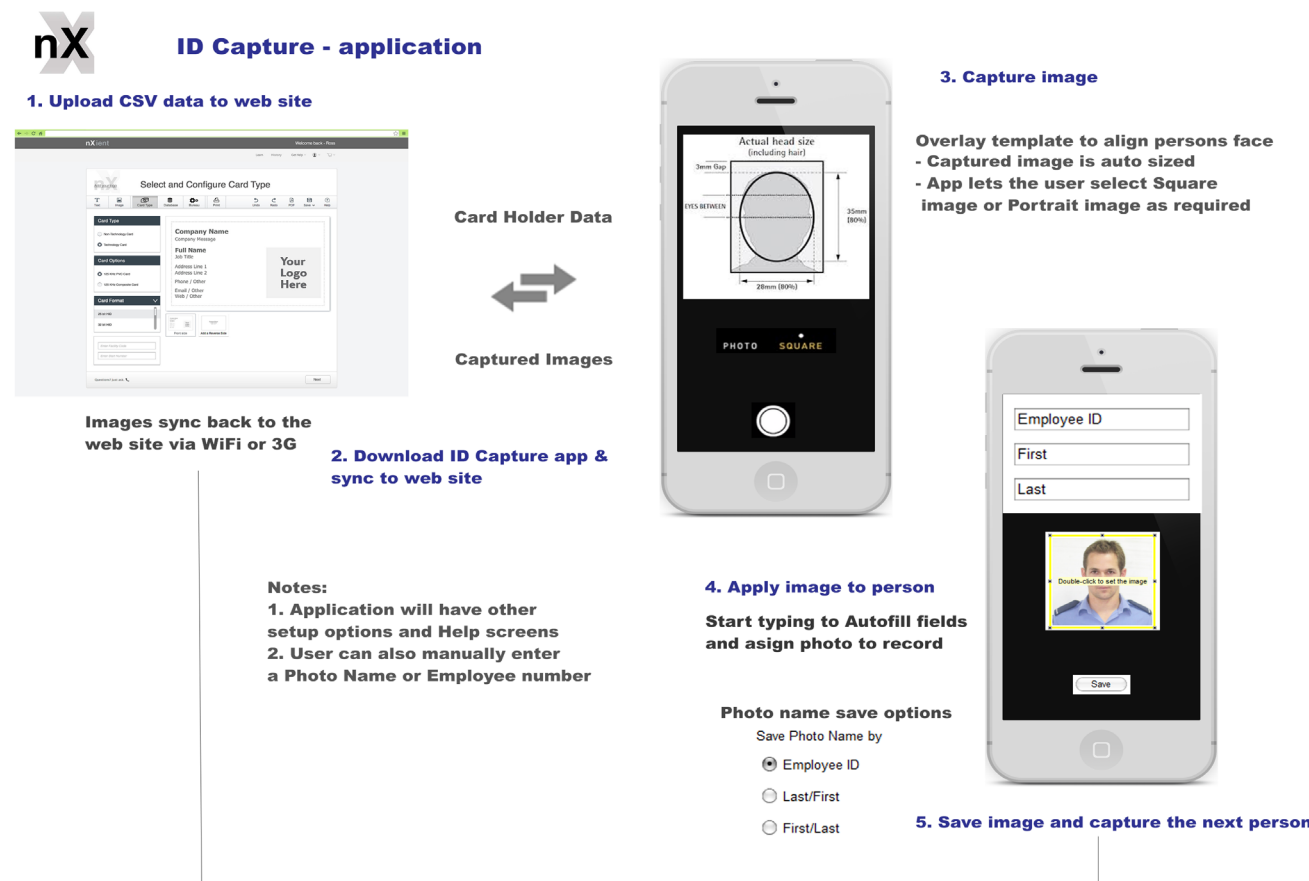 nX
ID Capture - application
1. Upload CSV data to web site
nXient
Welcome back - Ross
Select and Configure Card Type
Card Type
Non-Technology Card
Technology Card
Card Options
Card Format
Company Name
Company Message
Full Name
Job Title
Address Line 1
Address Line 2
Phone / Other
Email / Other
Web / Other
Your
Logo
Here
Next
Images sync back to the
web site via WiFi or 3G
Card Holder Data
Captured Images
2. Download ID Capture app &
sync to web site
Notes:
1. Application will have other
setup options and Help screens
2. User can also manually enter
a Photo Name or Employee number
3. Capture image
Overlay template to align persons face
- Captured image is auto sized
- App lets the user select Square
image or Portrait image as required
Actual head size
(including hair)
3mm Gap
EYES BETWEEN
35mm
(80%)
28mm (80%)
PHOTO SQUARE
4. Apply image to person
Start typing to Autofill fields
and asign photo to record
Photo name save options
Save Photo Name by
Employee ID
Last/First
First/Last
Employee ID
First
Last
Double-click to set the image
Save
5. Save image and capture the next person